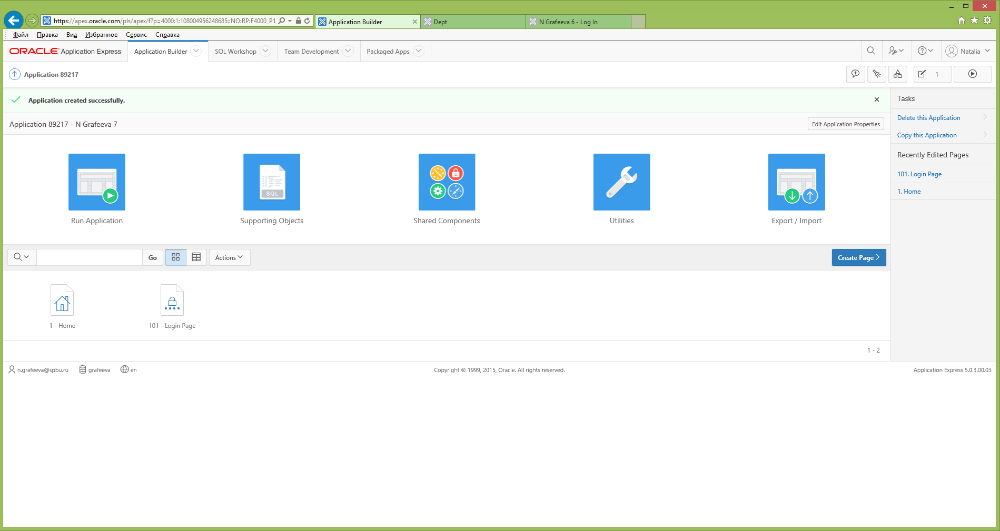 https://apex.oracle.com/pls/apex/f?p=4000:1:108004956248685::NO:RP:F4000_P1
Application Builder
Dept
N Grafeeva 6 - Log In
Файл Правка Вид Избранное Сервис Справка
ORACLE Application Express
Application Builder
SQL Workshop
Team Development
Packaged Apps
Natalia
Application 89217
1
Application created successfully.
Tasks
Delete this Application
Copy this Application
Recently Edited Pages
101. Login Page
1. Home
Application 89217 - N Grafeeva 7
Edit Application Properties
SQL
Run Application
Supporting Objects
Shared Components
Utilities
Export / Import
Go
Actions
Create Page
1 - Home
101 - Login Page
1 - 2
n.grafeeva@spbu.ru
grafeeva
en
Copyright © 1999, 2015, Oracle. All rights reserved.
Application Express 5.0.3.00.03